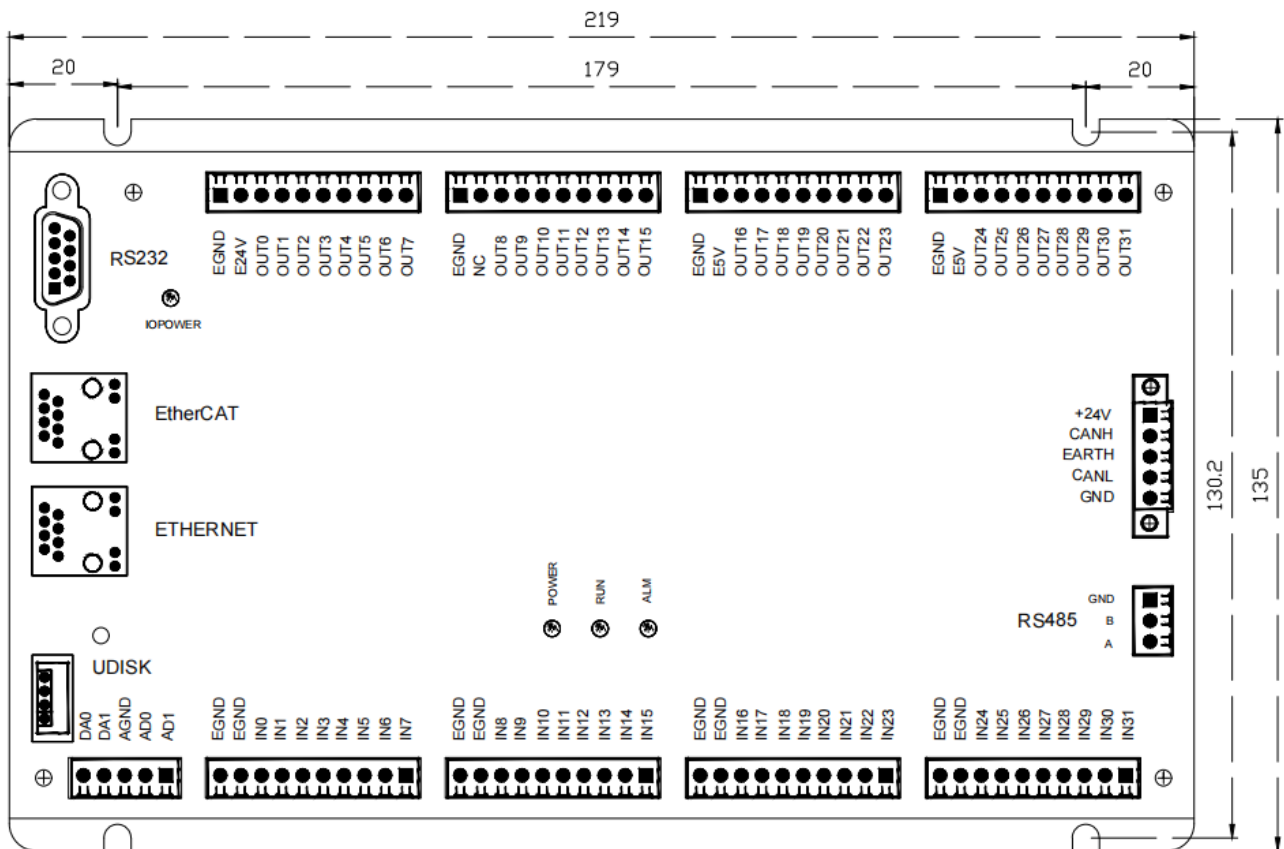 219
20 179 20
RS232
IOPOWER
EGND E24V OUT0 OUT1 OUT2 OUT3 OUT4 OUT5 OUT6 OUT7
EGND NC OUT8 OUT9 OUT10 OUT11 OUT12 OUT13 OUT14 OUT15
EGND E5V OUT16 OUT17 OUT18 OUT19 OUT20 OUT21 OUT22 OUT23
EGND E5V OUT24 OUT25 OUT26 OUT27 OUT28 OUT29 OUT30 OUT31
EtherCAT
ETHERNET
+24V
CANH
EARTH
CANL
GND
130.2
135
POWER RUN ALM
RS485
GND
B
A
UDISK
DA0 DA1 AGND AD0 AD1
EGND EGND IN0 IN1 IN2 IN3 IN4 IN5 IN6 IN7
EGND EGND IN8 IN9 IN10 IN11 IN12 IN13 IN14 IN15
EGND EGND IN16 IN17 IN18 IN19 IN20 IN21 IN22 IN23
EGND EGND IN24 IN25 IN26 IN27 IN28 IN29 IN30 IN31